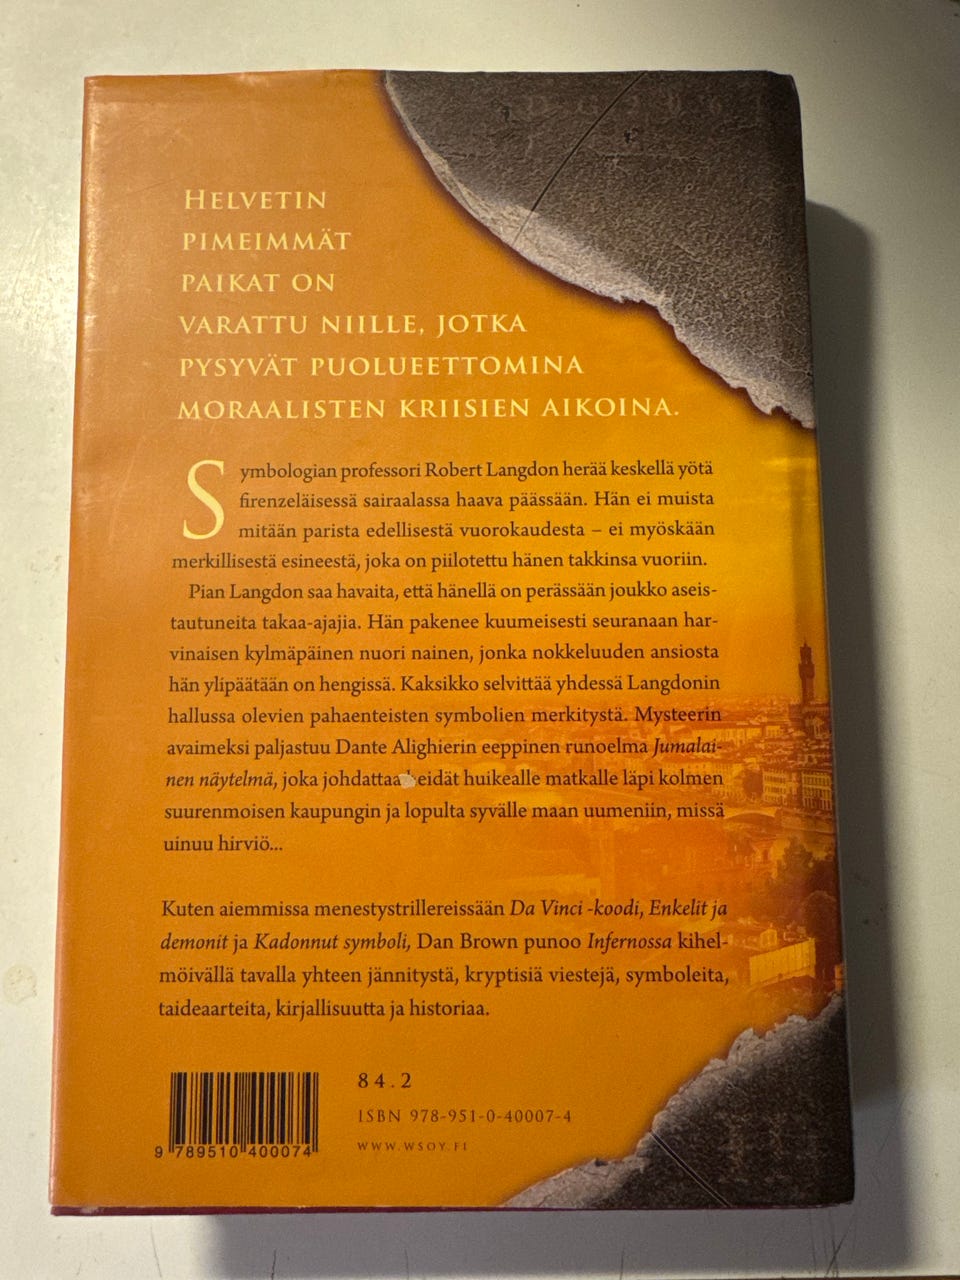 HELVETIN
PIMEIMMÄT
PAIKAT ON
VARATTU NIILLE, JOTKA
PYSYVÄT PUOLUEETTOMINA
MORAALISTEN KRIISIEN AIKOINA.
Symbologian professori Robert Langdon herää keskellä yötä
firenzeläisessä sairaalassa haava päässään. Hän ei muista
mitään parista edellisestä vuorokaudesta – ei myöskään
merkillisestä esineestä, joka on piilotettu hänen takkinsa vuoriin.
Pian Langdon saa havaita, että hänellä on perässään joukko aseis-
tautuneita takaa-ajajia. Hän pakenee kuumeisesti seuranaan har-
vinaisen kylmäpäinen nuori nainen, jonka nokkeluuden ansiosta
hän ylipäätään on hengissä. Kaksikko selvittää yhdessä Langdonin
hallussa olevien pahaenteisten symbolien merkitystä. Mysteerin
avaimeksi paljastuu Dante Alighierin eeppinen runoelma Jumalai-
nen näytelmä, joka johdattaa heidät huikealle matkalle läpi kolmen
suurenmoisen kaupungin ja lopulta syvälle maan uumeniin, missä
uinuu hirviö...
Kuten aiemmissa menestystrillereissään Da Vinci -koodi, Enkelit ja
demonit ja Kadonnut symboli, Dan Brown punoo Infernossa kihel-
möivällä tavalla yhteen jännitystä, kryptisiä viestejä, symboleita,
taideaarteita, kirjallisuutta ja historiaa.
84.2
ISBN 978-951-0-40007-4
WWW.WSOY.FI
9 789510 400074